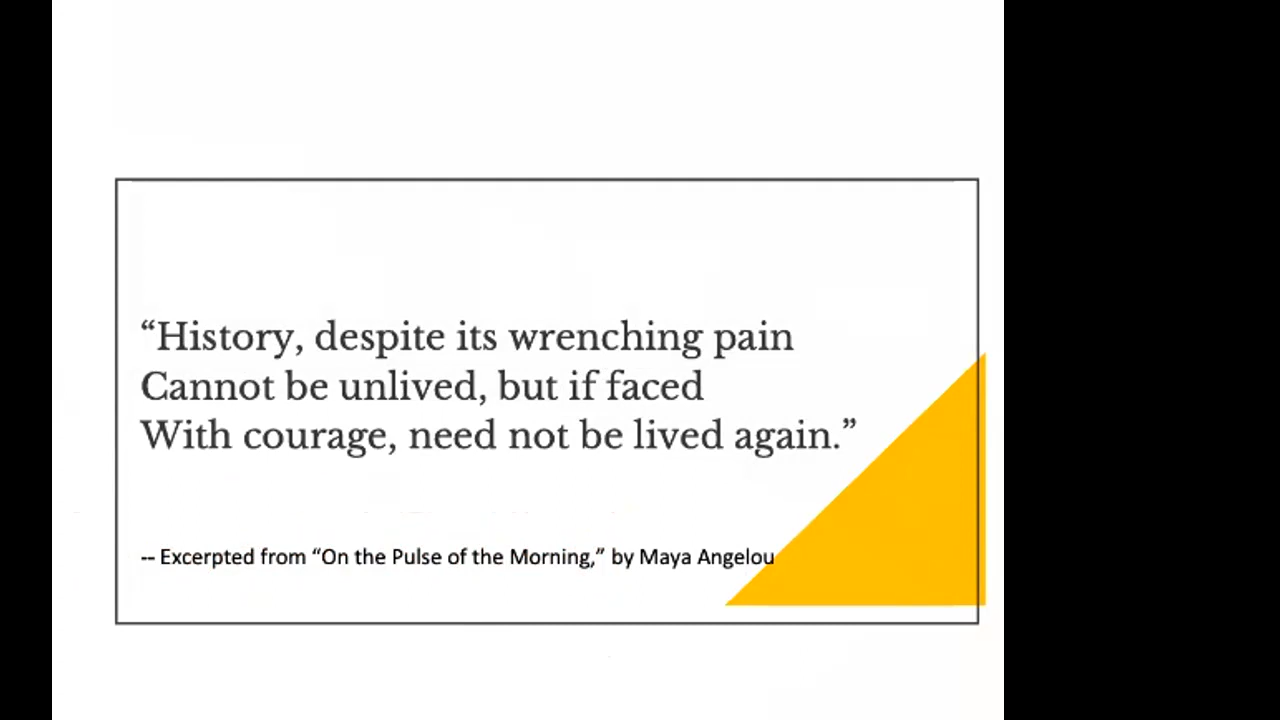 “History, despite its wrenching pain
Cannot be unlived, but if faced
With courage, need not be lived again.”
-- Excerpted from “On the Pulse of the Morning,” by Maya Angelou